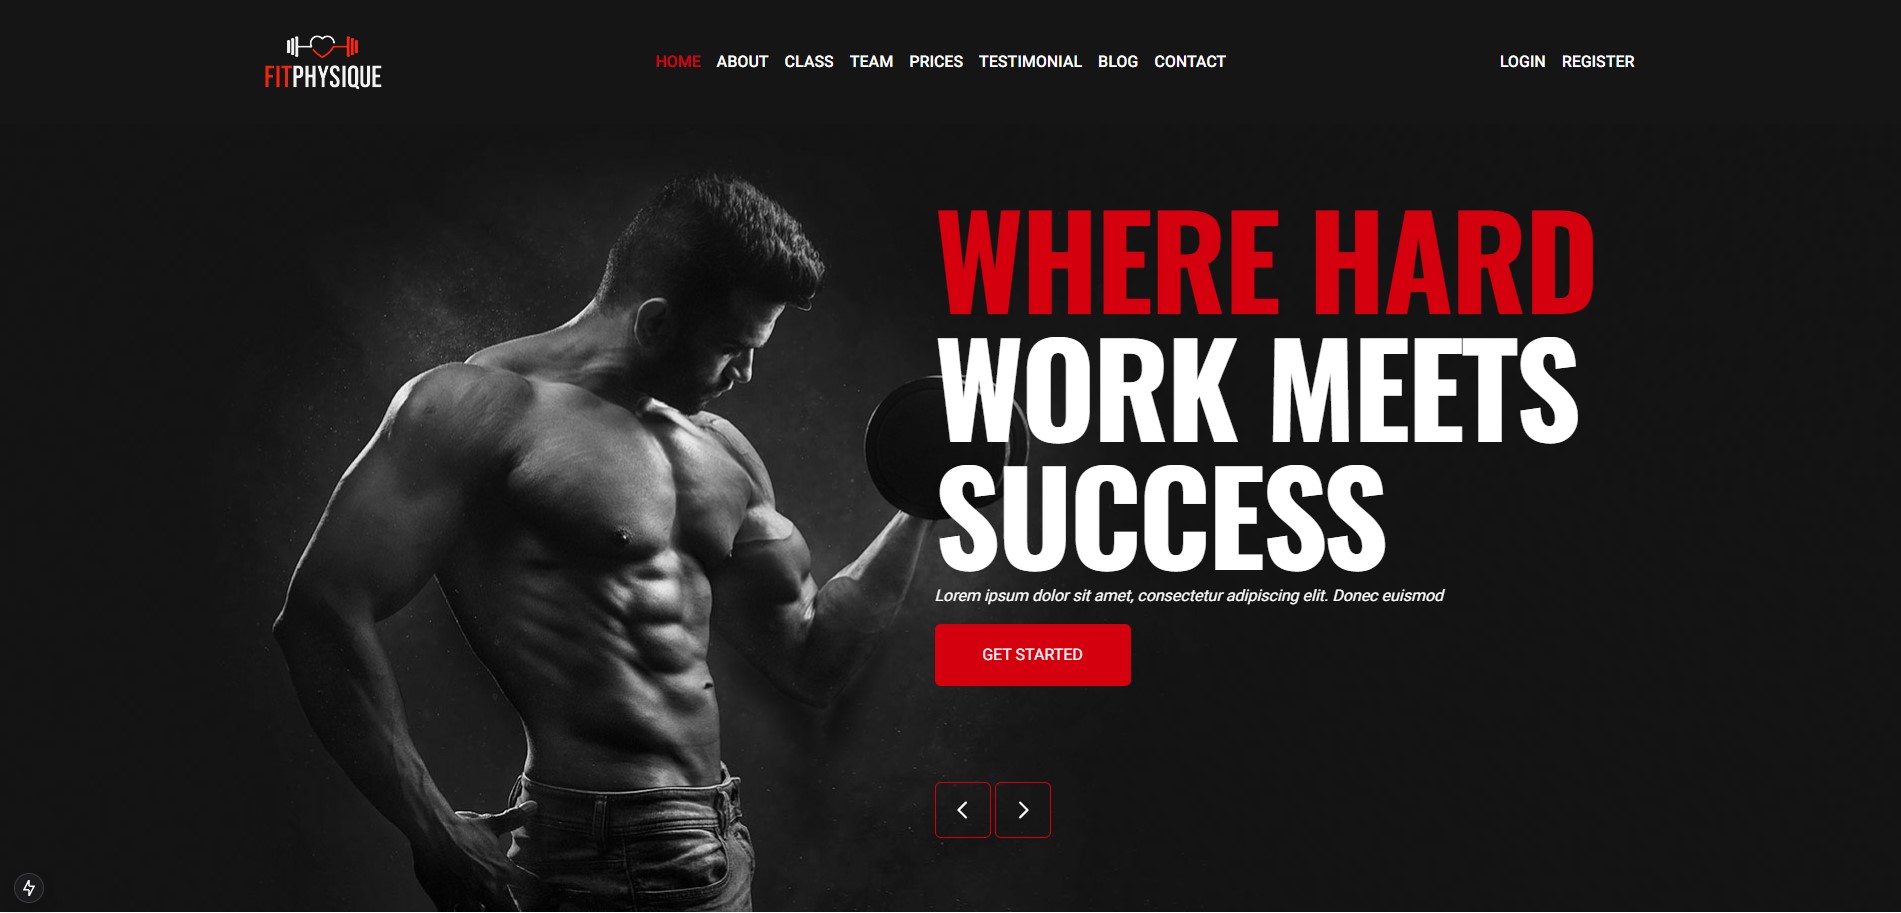 FITPHYSIQUE
HOME ABOUT CLASS TEAM PRICES TESTIMONIAL BLOG CONTACT
LOGIN REGISTER
WHERE HARD
WORK MEETS
SUCCESS
Lorem ipsum dolor sit amet, consectetur adipiscing elit. Donec euismod
GET STARTED